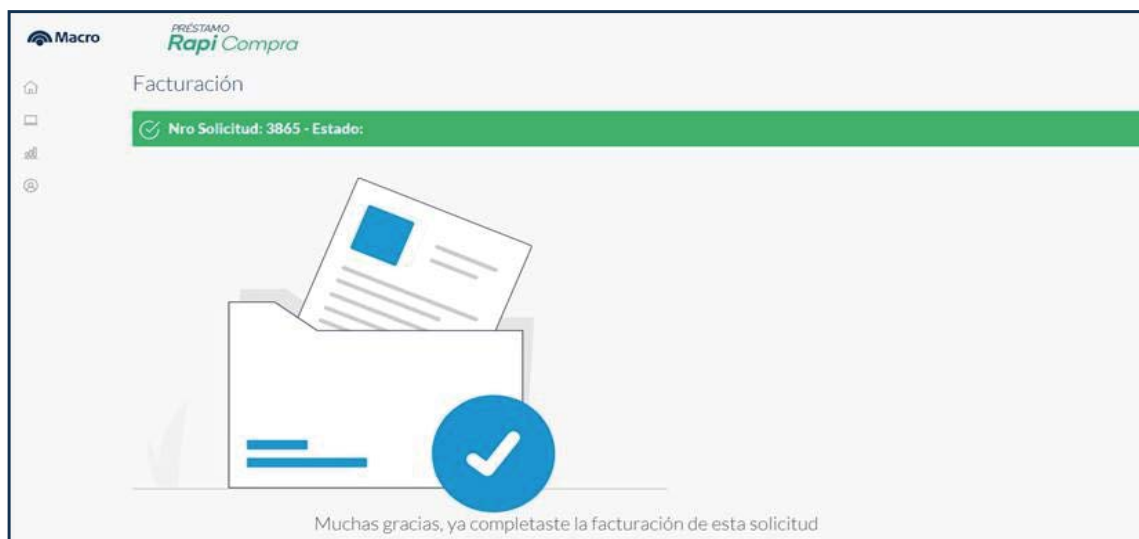 Macro
PRÉSTAMO
Rapi Compra
Facturación
Nro Solicitud: 3865 - Estado:
Muchas gracias, ya completaste la facturación de esta solicitud